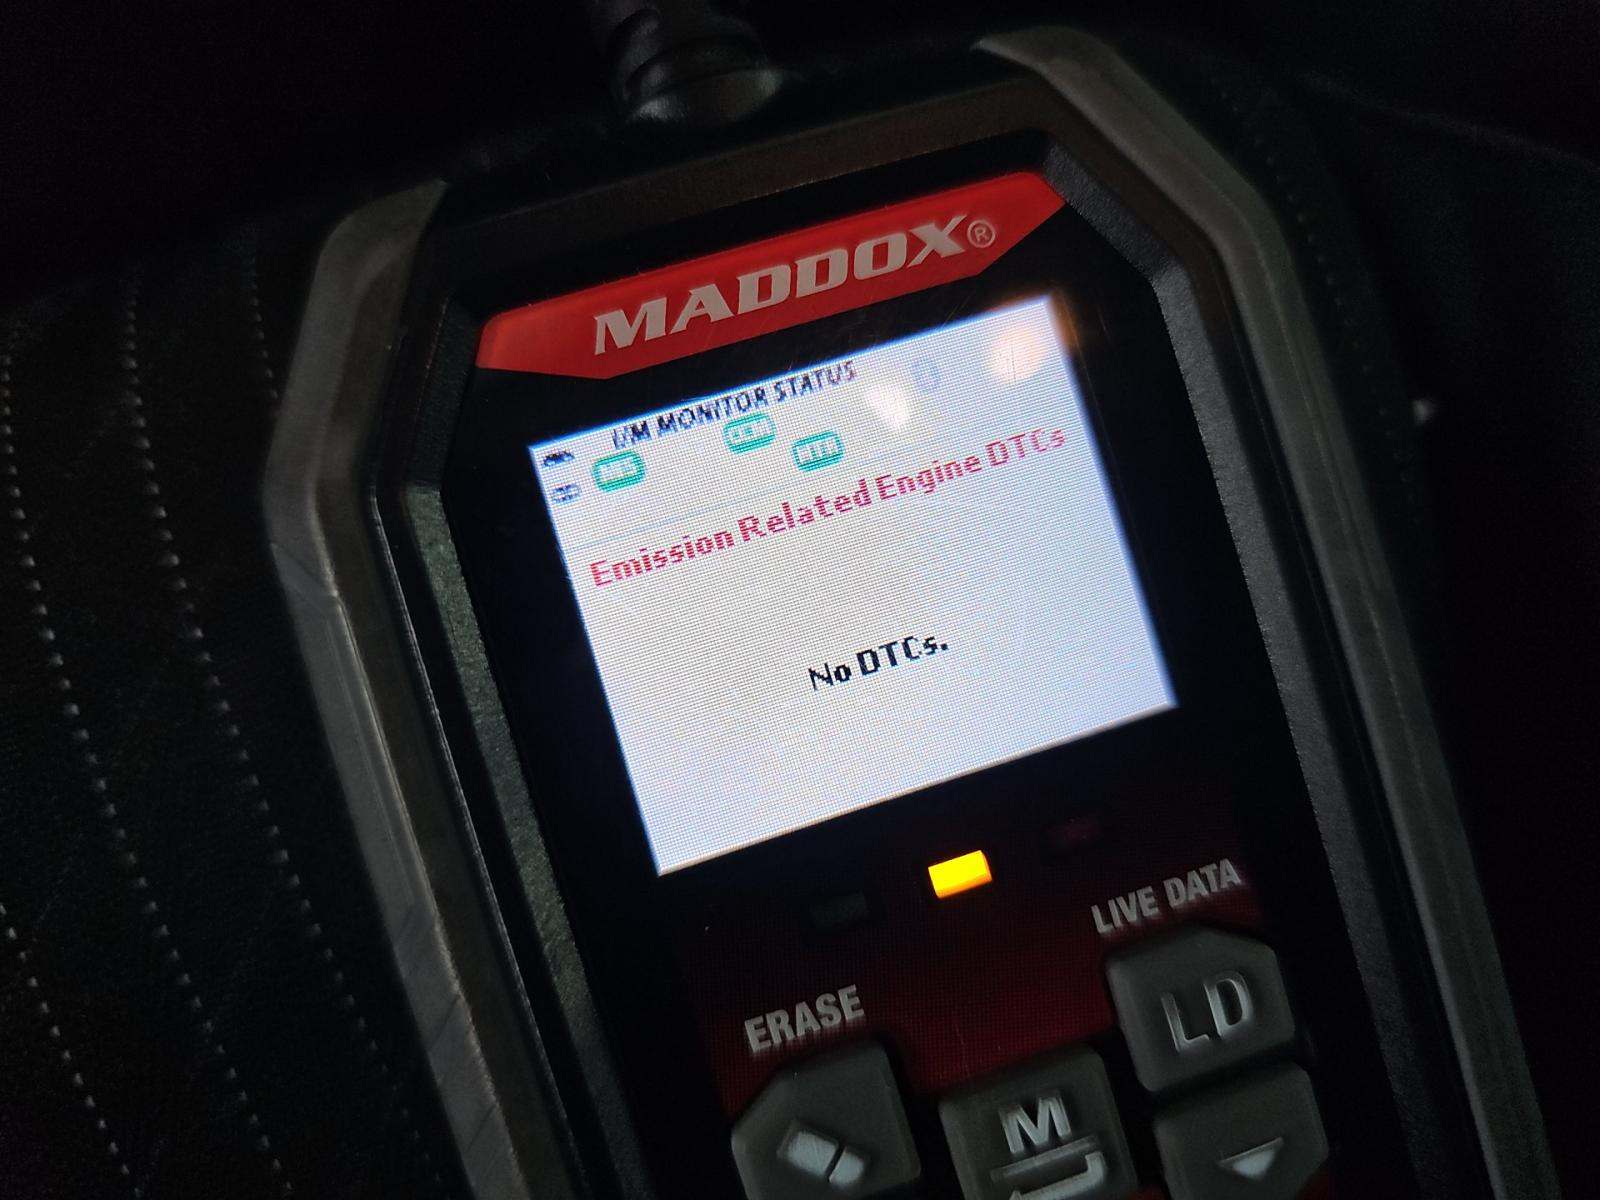 MADDOX®
I/M MONITOR STATUS
Emission Related Engine DTCs
No DTCs.
LIVE DATA
ERASE
LD
M